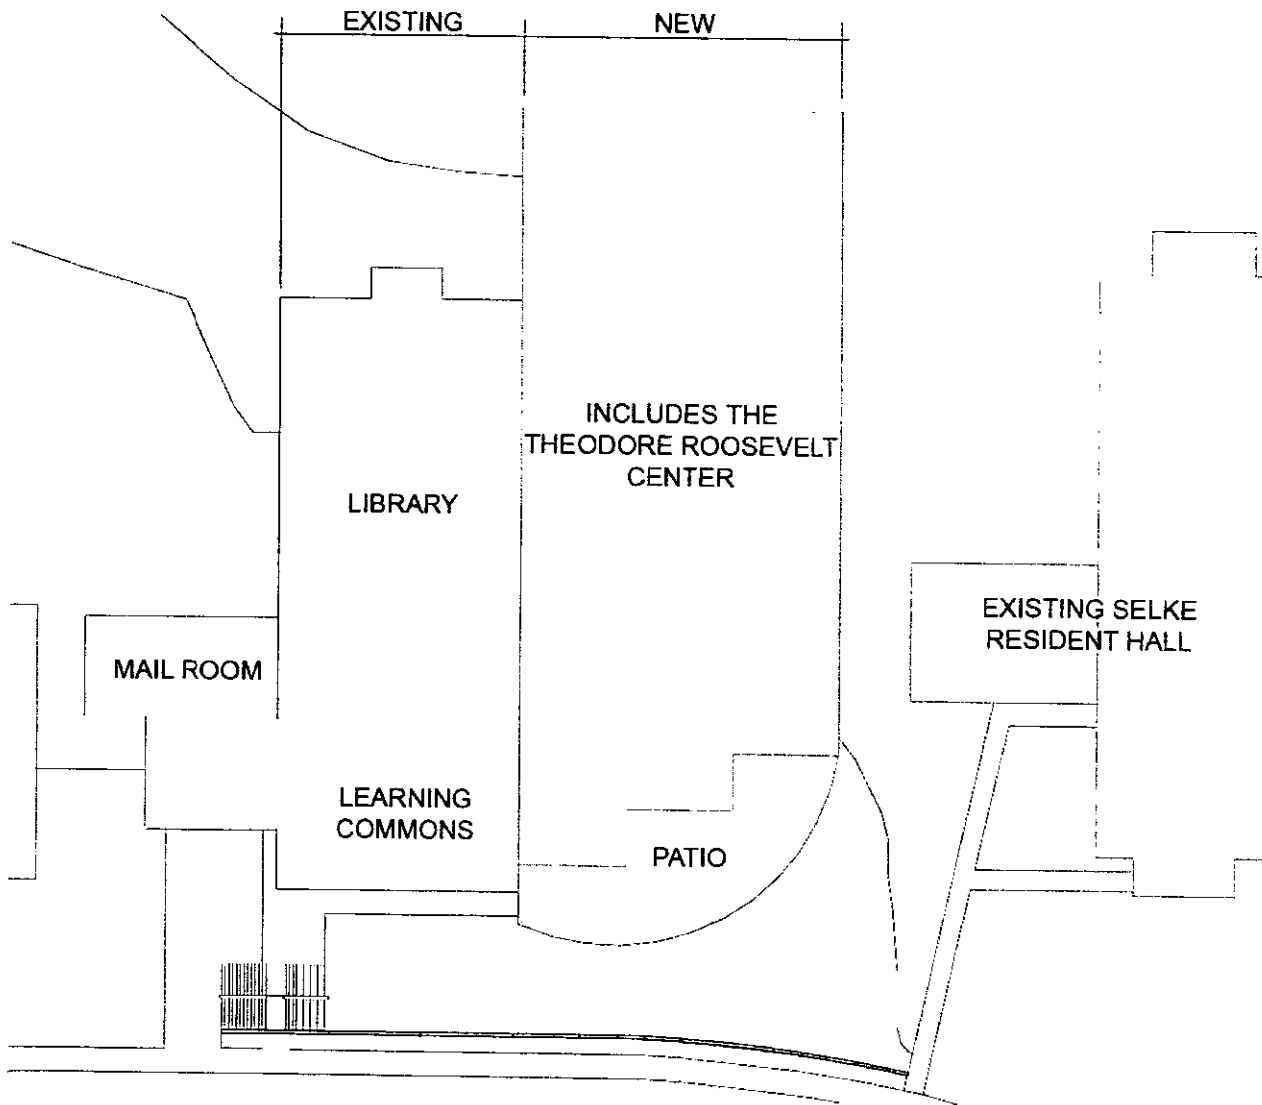 EXISTING
NEW
INCLUDES THE
THEODORE ROOSEVELT
CENTER
LIBRARY
EXISTING SELKE
RESIDENT HALL
MAIL ROOM
LEARNING
COMMONS
PATIO